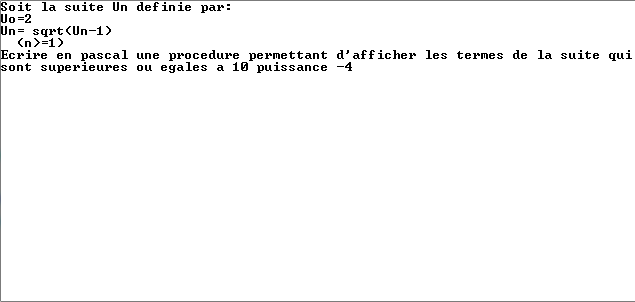 Soit la suite Un definie par:
Uo=2
Un= sqrt(Un-1)
(n)=1)
Ecrire en pascal une procedure permettant d'afficher les termes de la suite qui
sont superieures ou egales a 10 puissance -4